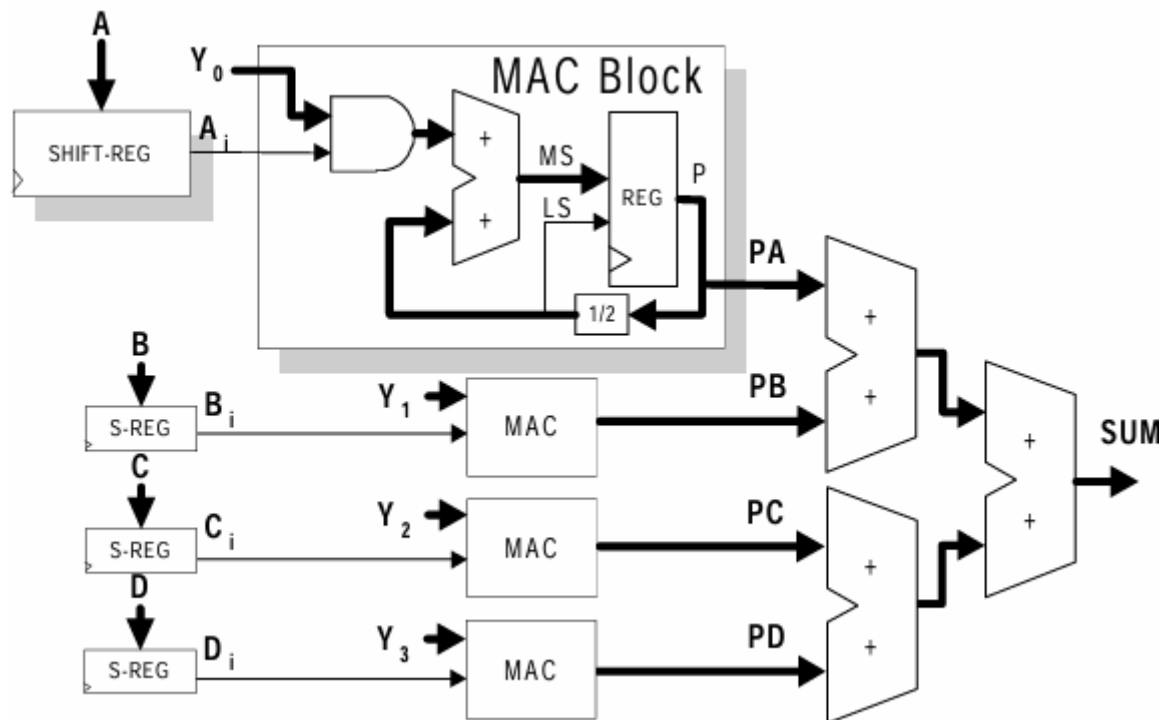 A
Y0
MAC Block
SHIFT-REG
Ai
+
+
MS
LS
REG
P
1/2
PA
+
+
B
S-REG
Bi
Y1
MAC
PB
+
+
SUM
C
S-REG
Ci
Y2
MAC
PC
+
+
D
S-REG
Di
Y3
MAC
PD